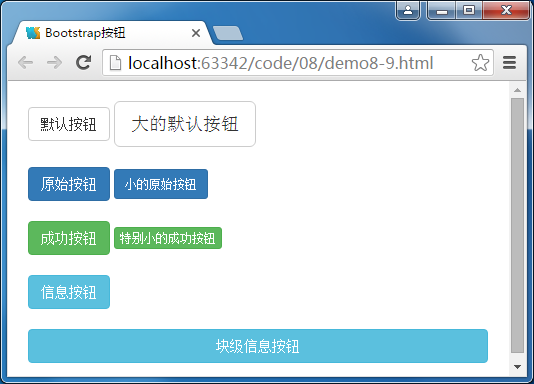 Bootstrap按钮
localhost:63342/code/08/demo8-9.html
默认按钮 大的默认按钮
原始按钮 小的原始按钮
成功按钮 特别小的成功按钮
信息按钮
块级信息按钮